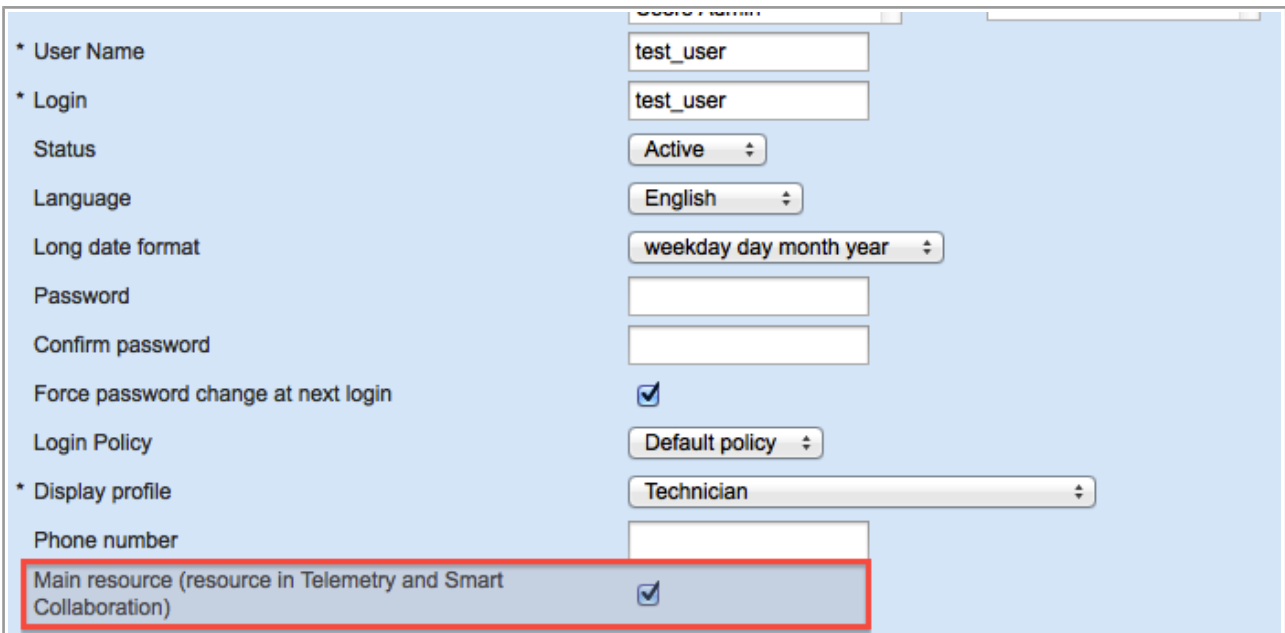 Users Admin
* User Name test_user
* Login test_user
Status Active
Language English
Long date format weekday day month year
Password
Confirm password
Force password change at next login
Login Policy Default policy
* Display profile Technician
Phone number
Main resource (resource in Telemetry and Smart
Collaboration)